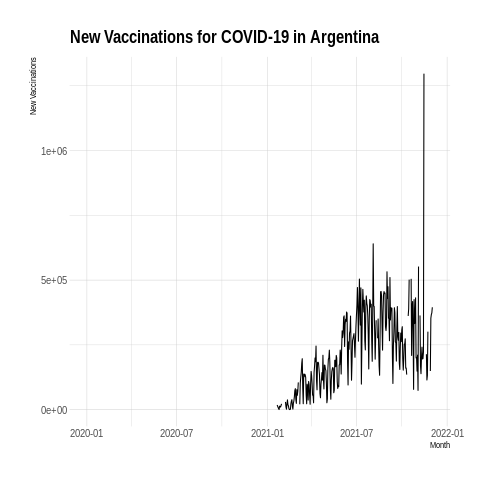 New Vaccinations for COVID-19 in Argentina
New Vaccinations
1e+06
5e+05
0e+00
2020-01 2020-07 2021-01 2021-07 2022-01
Month